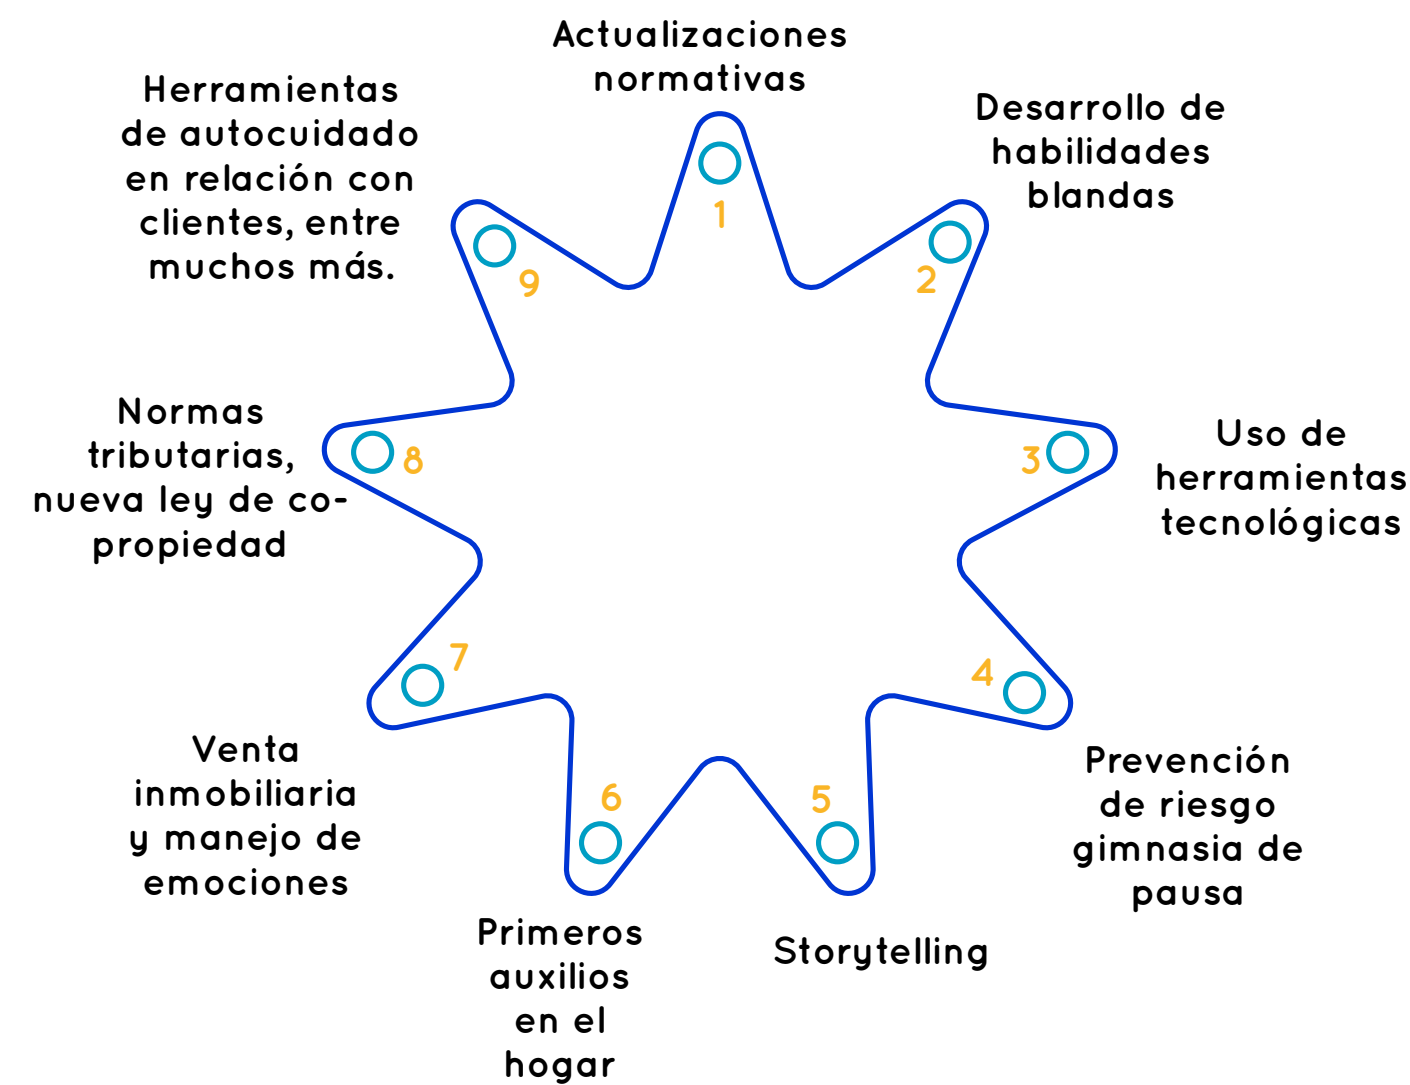 Actualizaciones
normativas
1
Desarrollo de
habilidades
blandas
2
Uso de
herramientas
tecnológicas
3
Prevención
de riesgo
gimnasia de
pausa
4
Storytelling
5
Primeros
auxilios
en el
hogar
6
Venta
inmobiliaria
y manejo de
emociones
7
Normas
tributarias,
nueva ley de co-
propiedad
8
Herramientas
de autocuidado
en relación con
clientes, entre
muchos más.
9